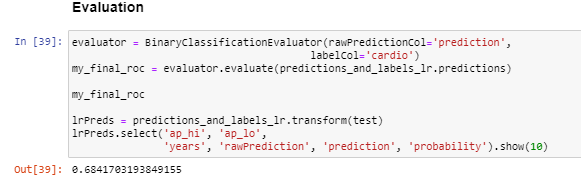 Evaluation
In [39]: evaluator = BinaryClassificationEvaluator(rawPredictionCol='prediction',
labelCol='cardio')
my_final_roc = evaluator.evaluate(predictions_and_labels_lr.predictions)
my_final_roc
lrPreds = predictions_and_labels_lr.transform(test)
lrPreds.select('ap_hi', 'ap_lo',
'years', 'rawPrediction', 'prediction', 'probability').show(10)
Out[39]: 0.6841703193849155